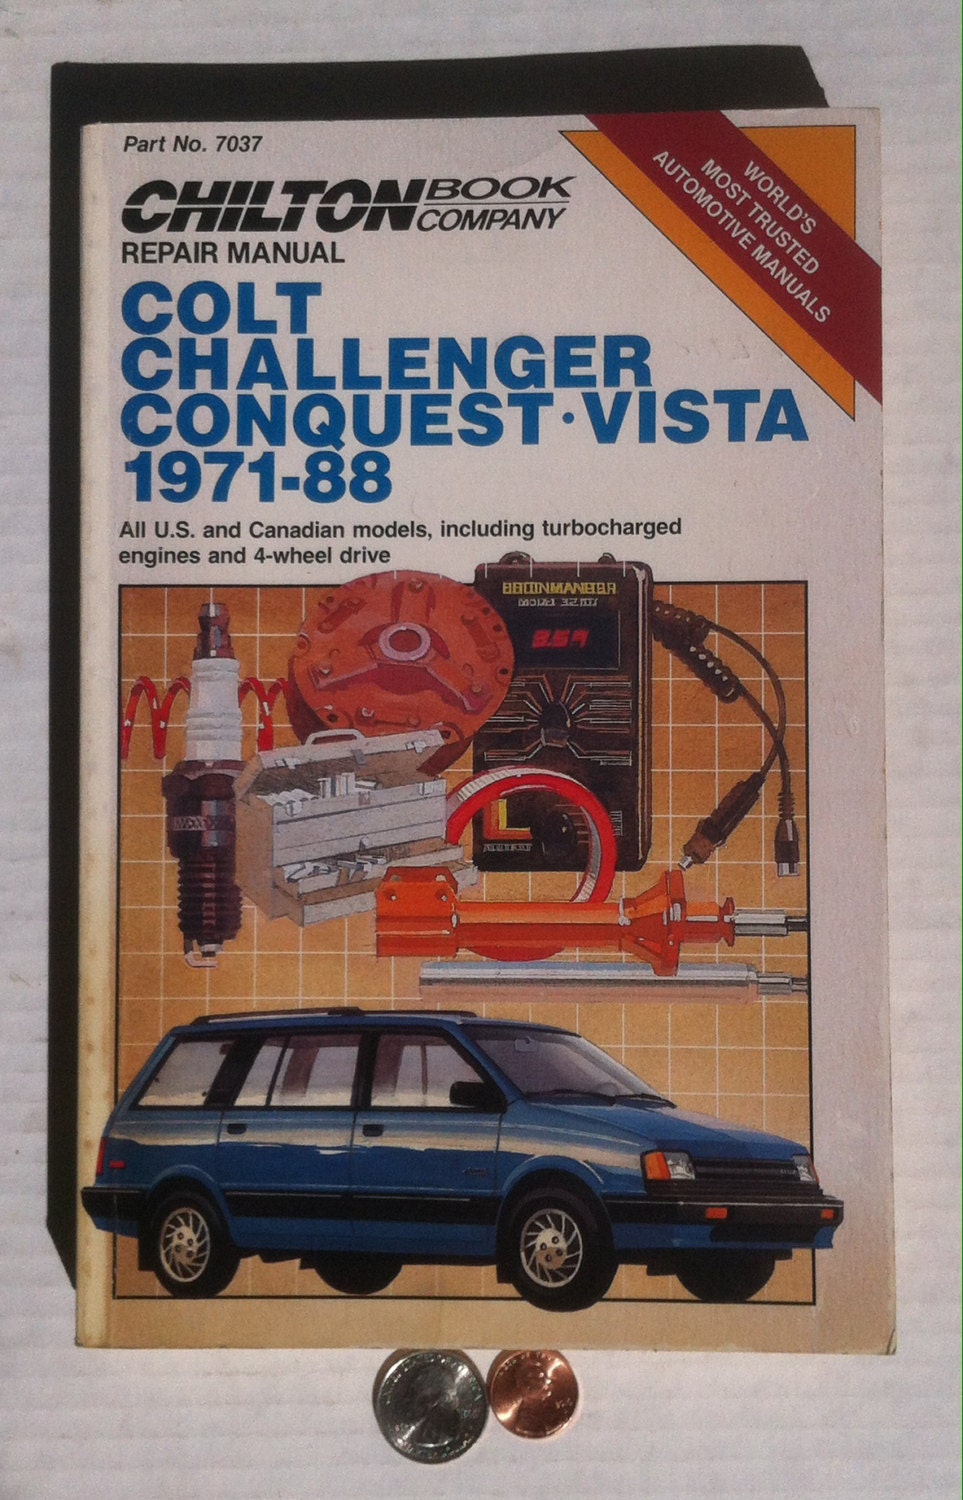 Part No. 7037
CHILTON BOOK COMPANY
REPAIR MANUAL
COLT
CHALLENGER
CONQUEST·VISTA
1971-88
All U.S. and Canadian models, including turbocharged
engines and 4-wheel drive
WORLD'S
MOST TRUSTED
AUTOMOTIVE MANUALS